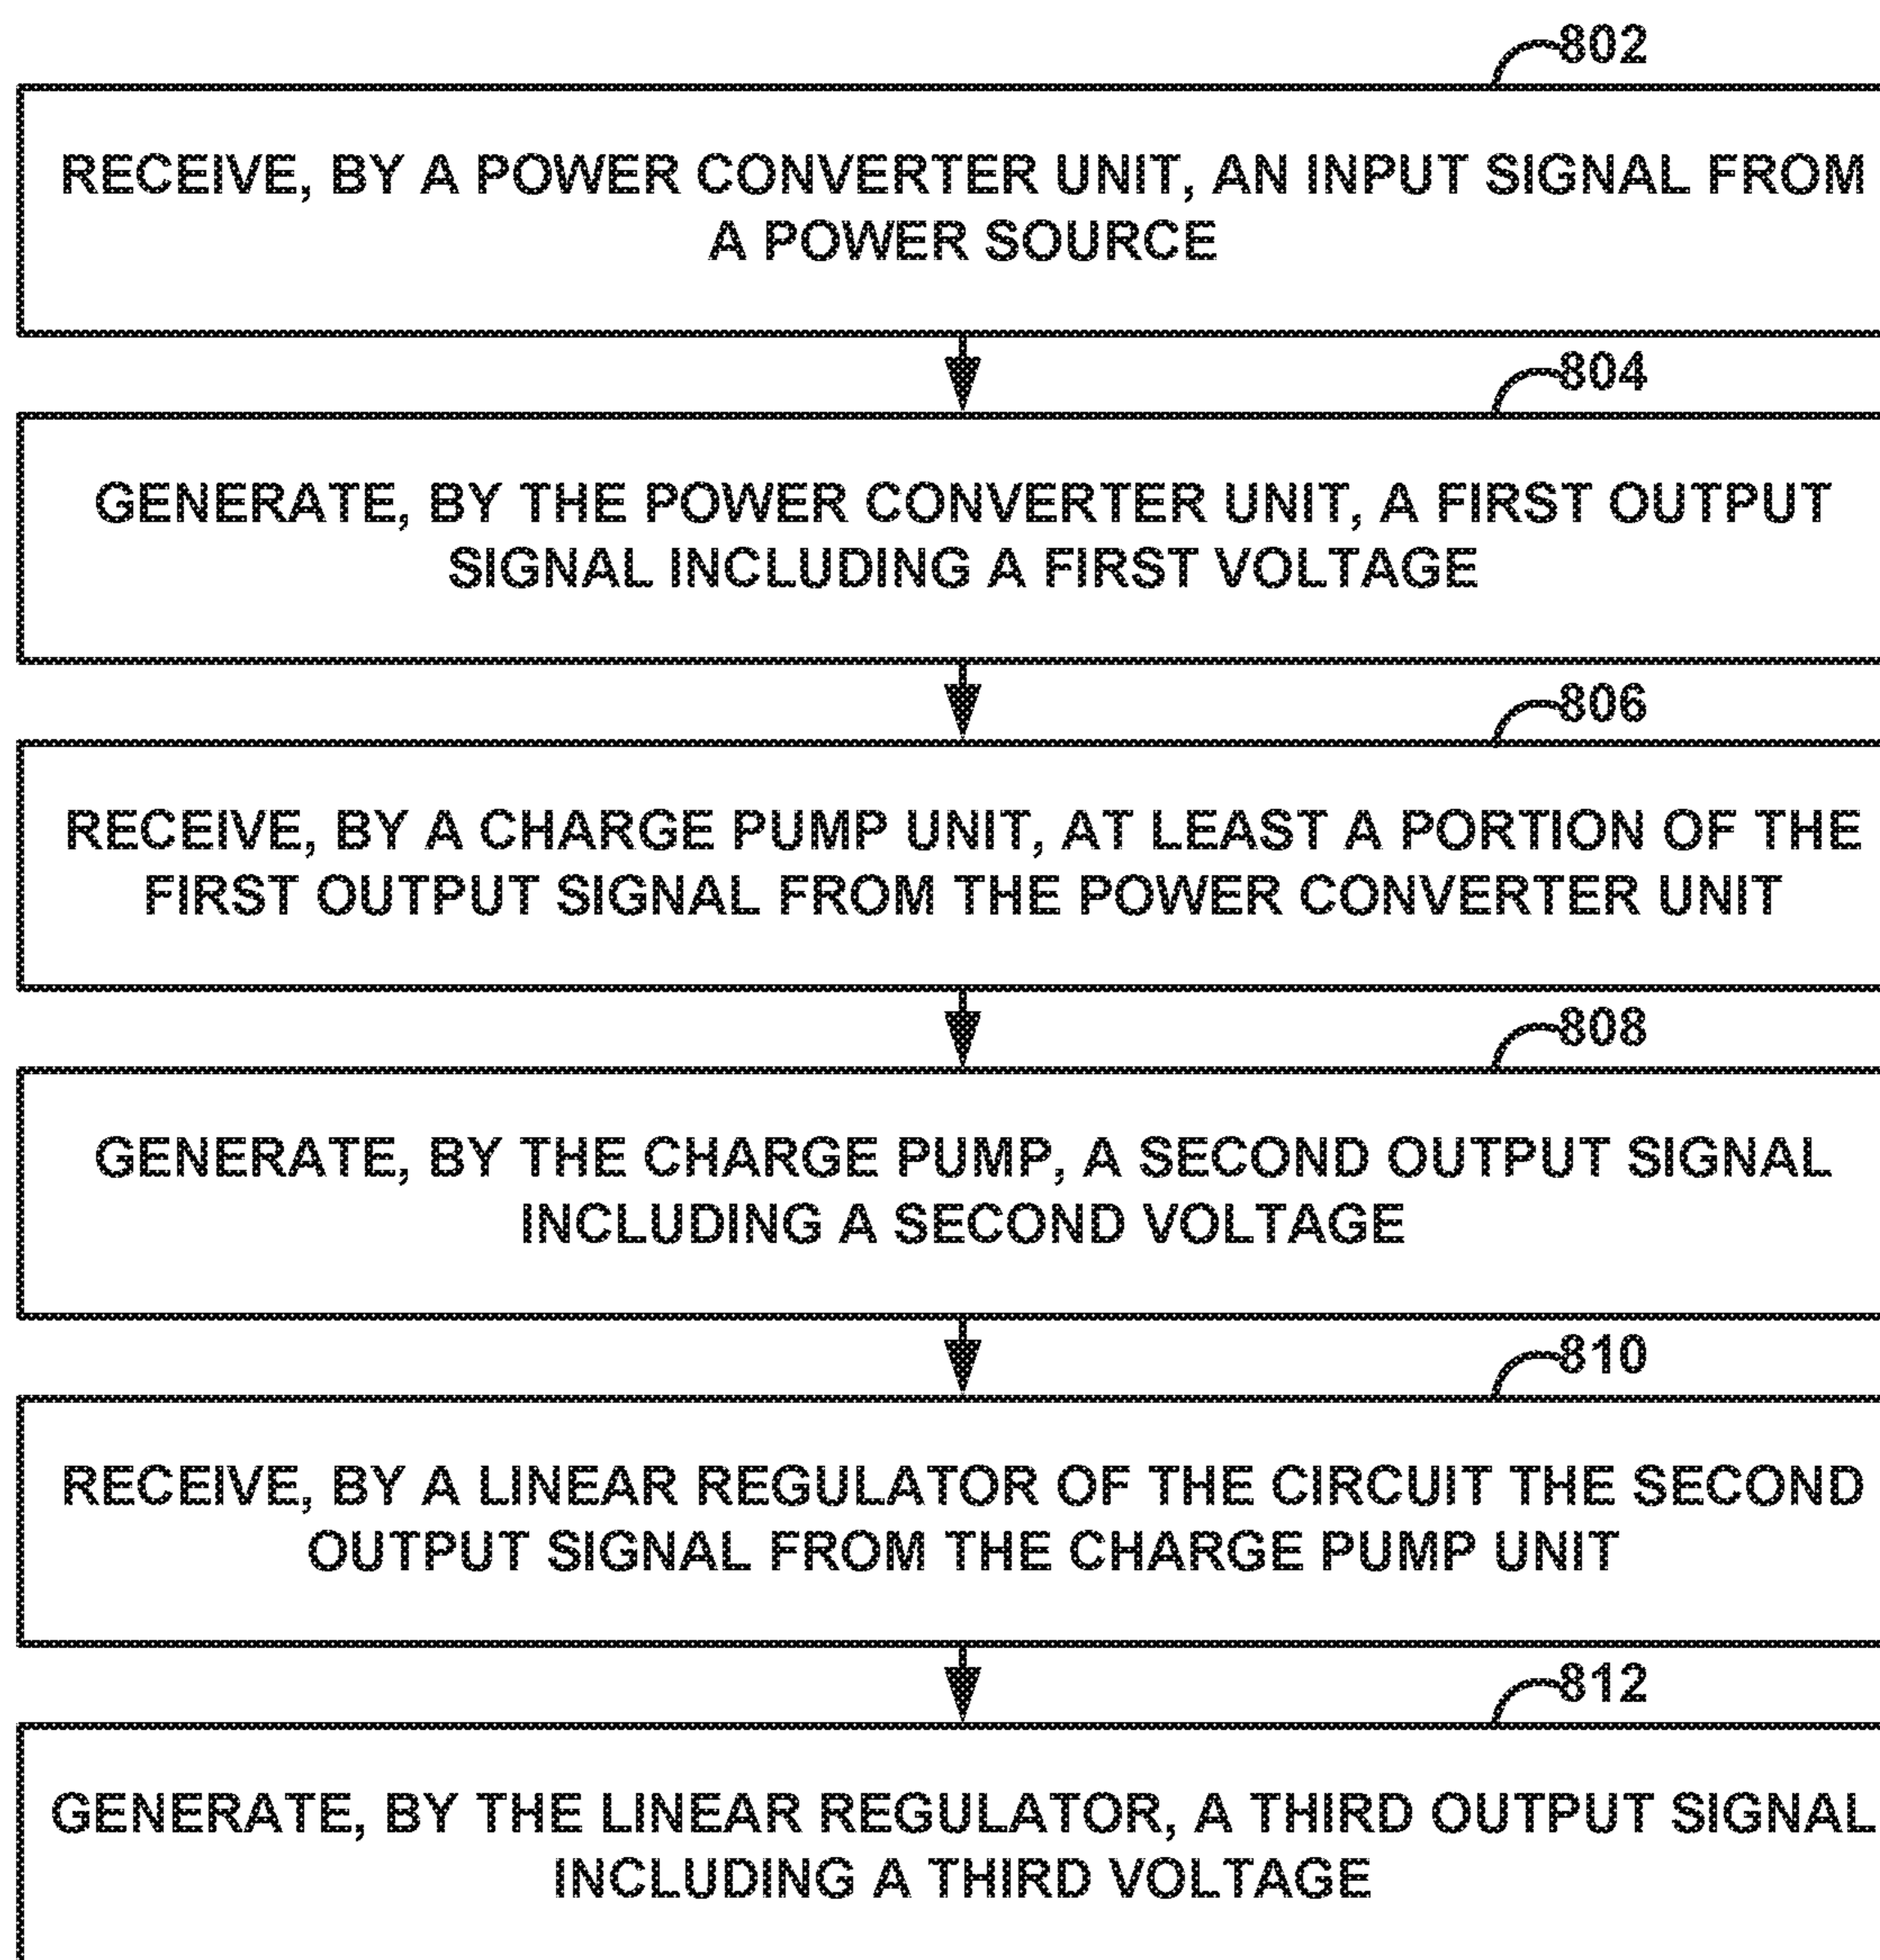 802
RECEIVE, BY A POWER CONVERTER UNIT, AN INPUT SIGNAL FROM
A POWER SOURCE
804
GENERATE, BY THE POWER CONVERTER UNIT, A FIRST OUTPUT
SIGNAL INCLUDING A FIRST VOLTAGE
806
RECEIVE, BY A CHARGE PUMP UNIT, AT LEAST A PORTION OF THE
FIRST OUTPUT SIGNAL FROM THE POWER CONVERTER UNIT
808
GENERATE, BY THE CHARGE PUMP, A SECOND OUTPUT SIGNAL
INCLUDING A SECOND VOLTAGE
810
RECEIVE, BY A LINEAR REGULATOR OF THE CIRCUIT THE SECOND
OUTPUT SIGNAL FROM THE CHARGE PUMP UNIT
812
GENERATE, BY THE LINEAR REGULATOR, A THIRD OUTPUT SIGNAL
INCLUDING A THIRD VOLTAGE